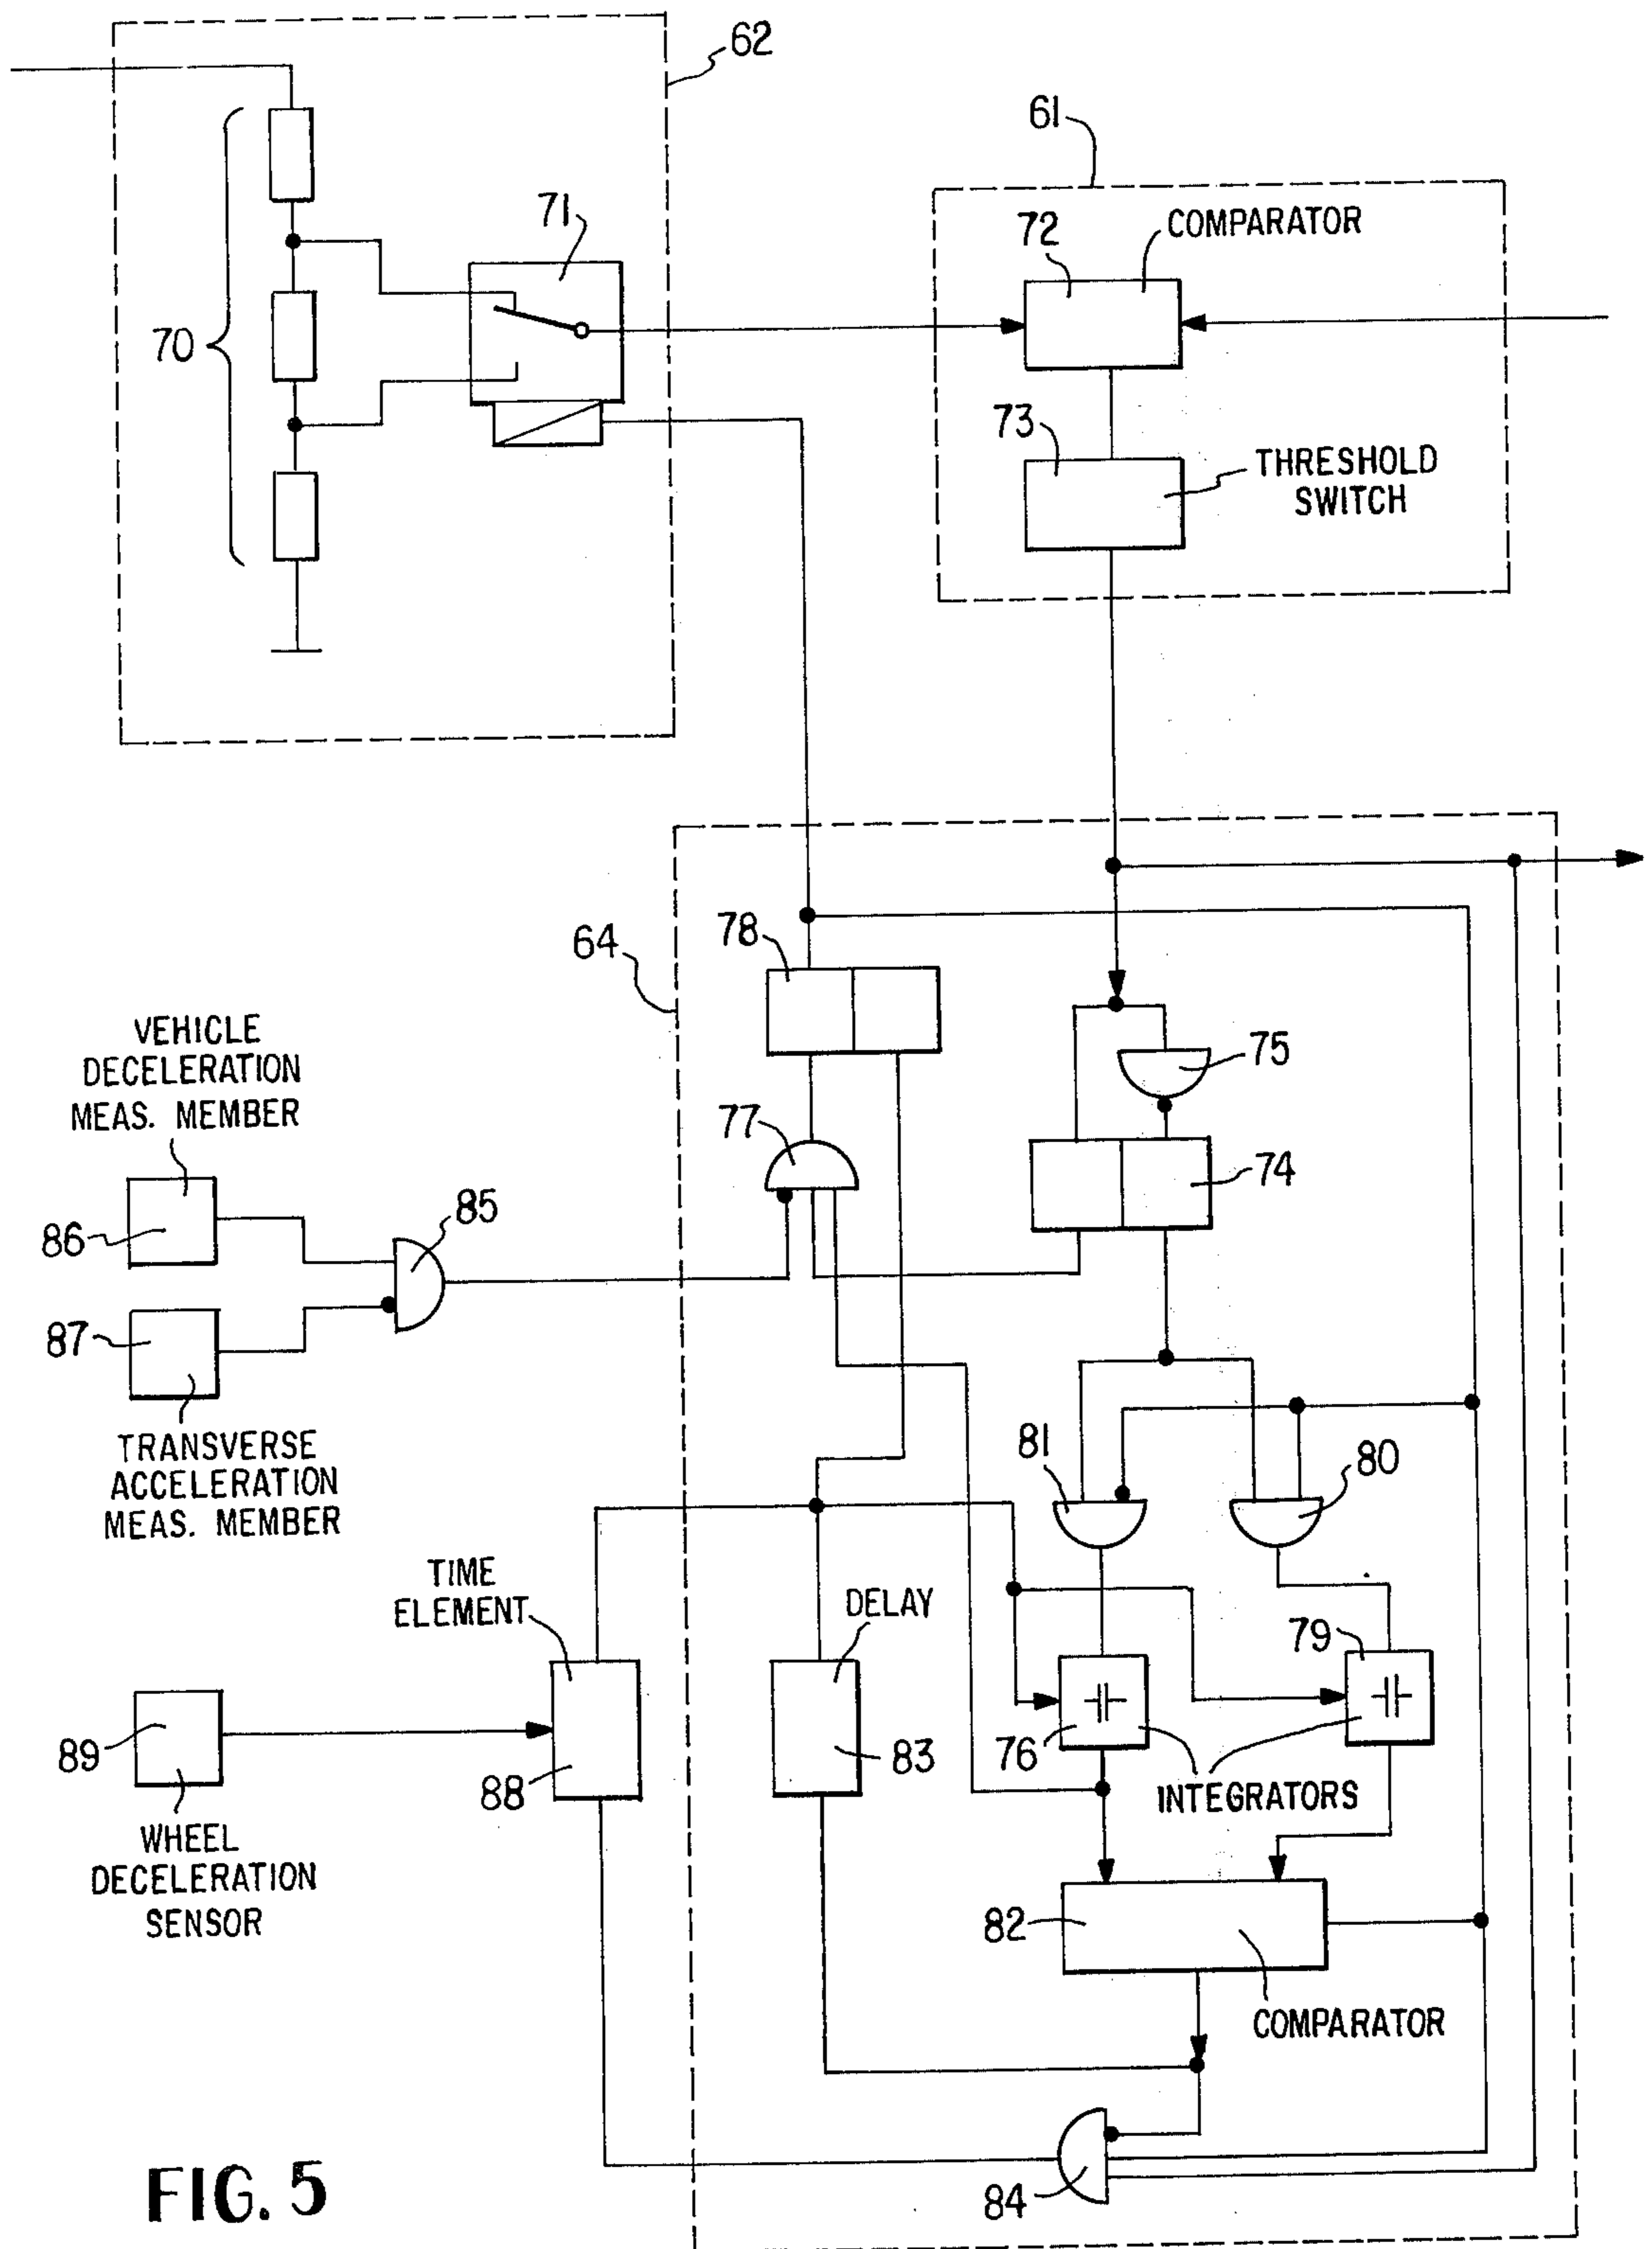 62
61
71
72
COMPARATOR
70
73
THRESHOLD
SWITCH
78
64
VEHICLE
DECELERATION
MEAS. MEMBER
75
77
74
86
85
87
TRANSVERSE
ACCELERATION
MEAS. MEMBER
81
80
TIME
ELEMENT
DELAY
79
89
88
83
76
INTEGRATORS
WHEEL
DECELERATION
SENSOR
82
COMPARATOR
84
FIG. 5